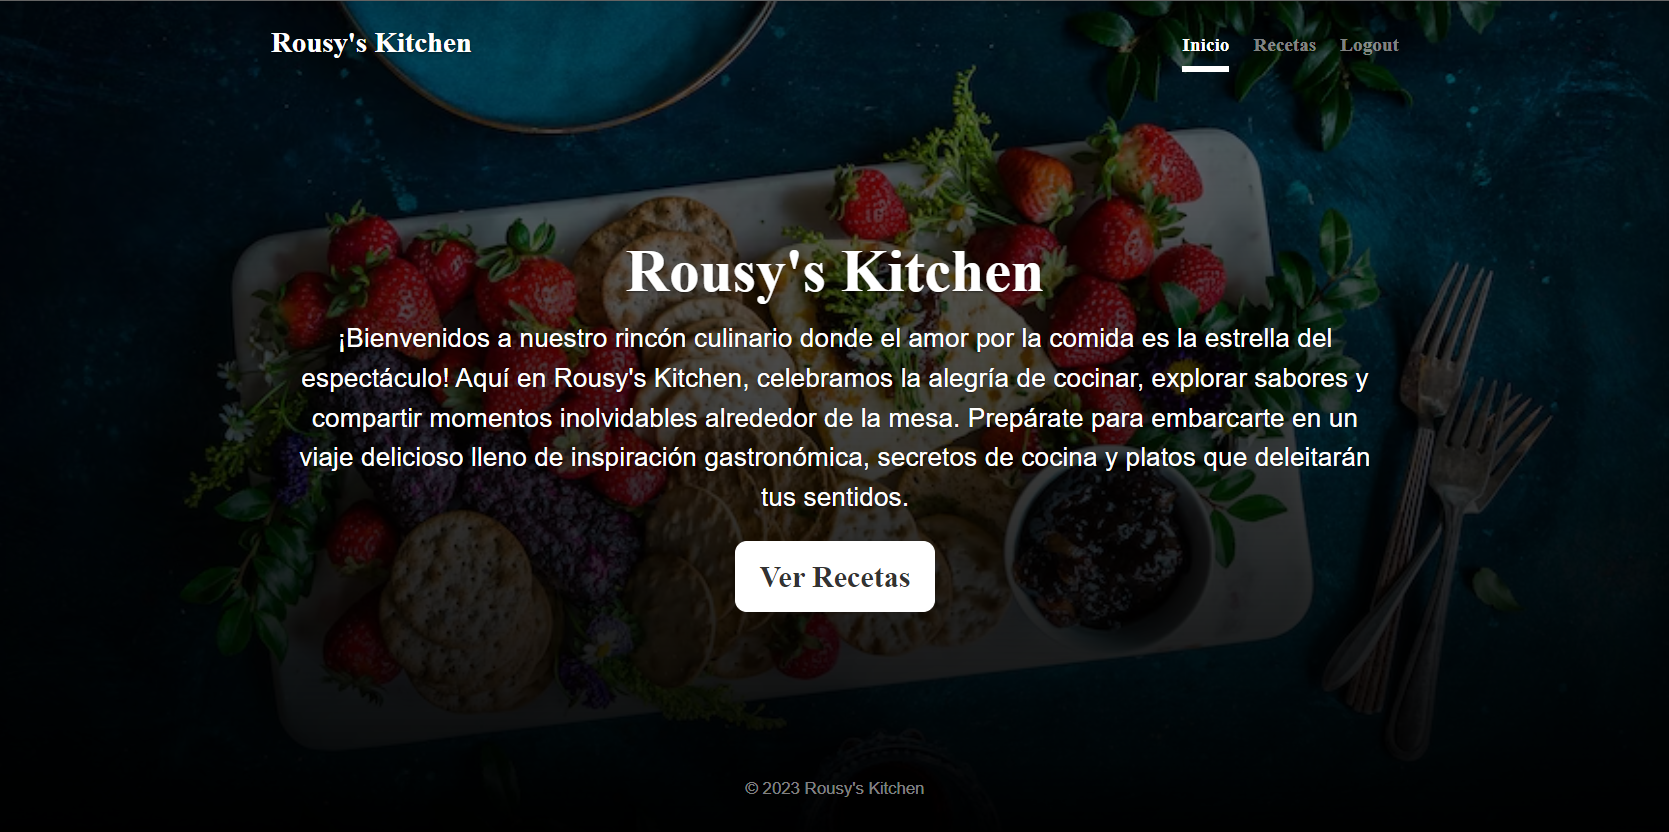 Rousy's Kitchen
Inicio Recetas Logout
Rousy's Kitchen
¡Bienvenidos a nuestro rincón culinario donde el amor por la comida es la estrella del
espectáculo! Aquí en Rousy's Kitchen, celebramos la alegría de cocinar, explorar sabores y
compartir momentos inolvidables alrededor de la mesa. Prepárate para embarcarte en un
viaje delicioso lleno de inspiración gastronómica, secretos de cocina y platos que deleitarán
tus sentidos.
Ver Recetas
© 2023 Rousy's Kitchen